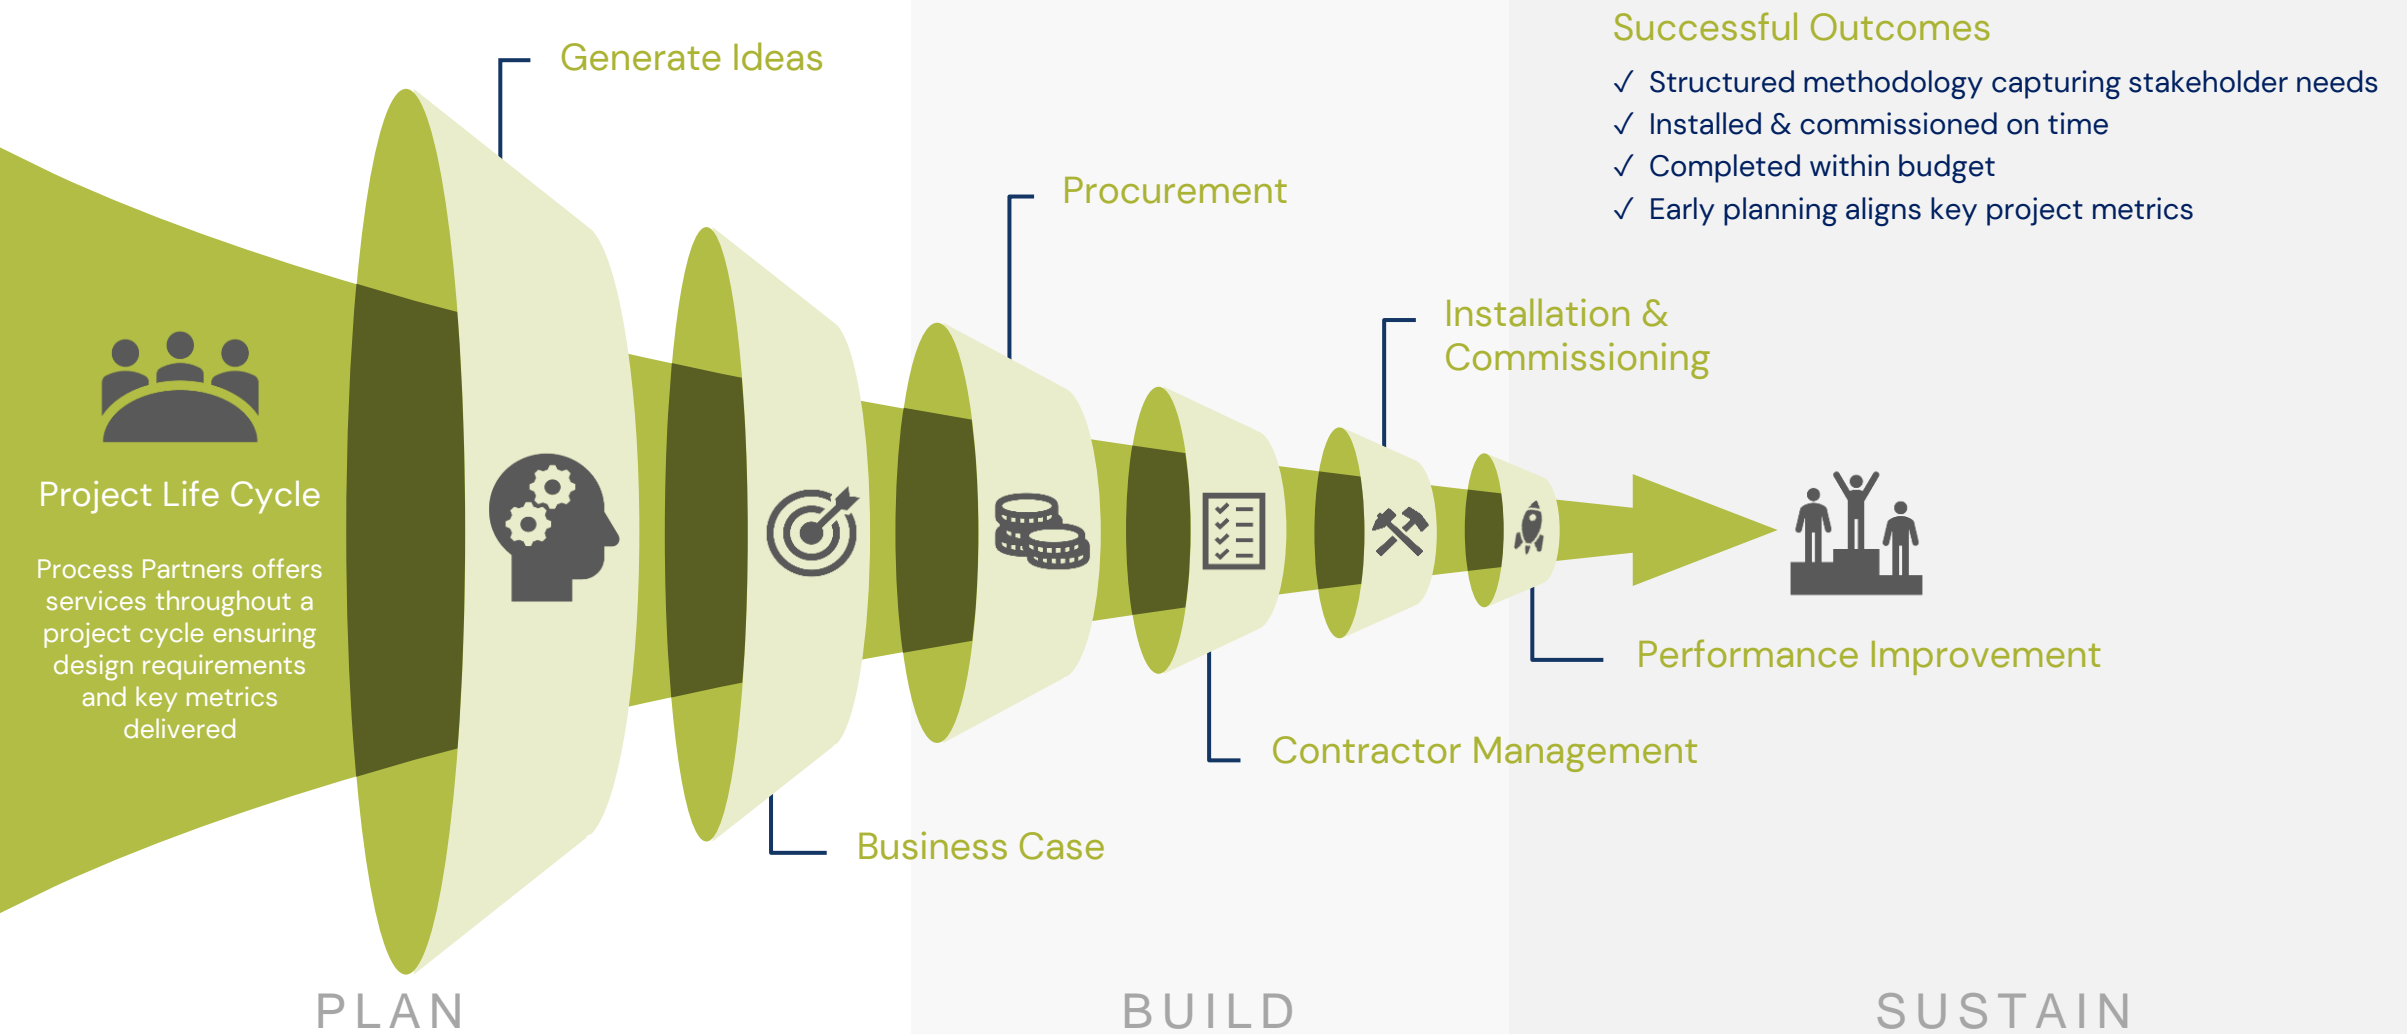 Generate Ideas
Successful Outcomes
✓ Structured methodology capturing stakeholder needs
✓ Installed & commissioned on time
✓ Completed within budget
✓ Early planning aligns key project metrics
Procurement
Installation &
Commissioning
Project Life Cycle
Process Partners offers
services throughout a
project cycle ensuring
design requirements
and key metrics
delivered
Performance Improvement
Contractor Management
Business Case
PLAN
BUILD
SUSTAIN